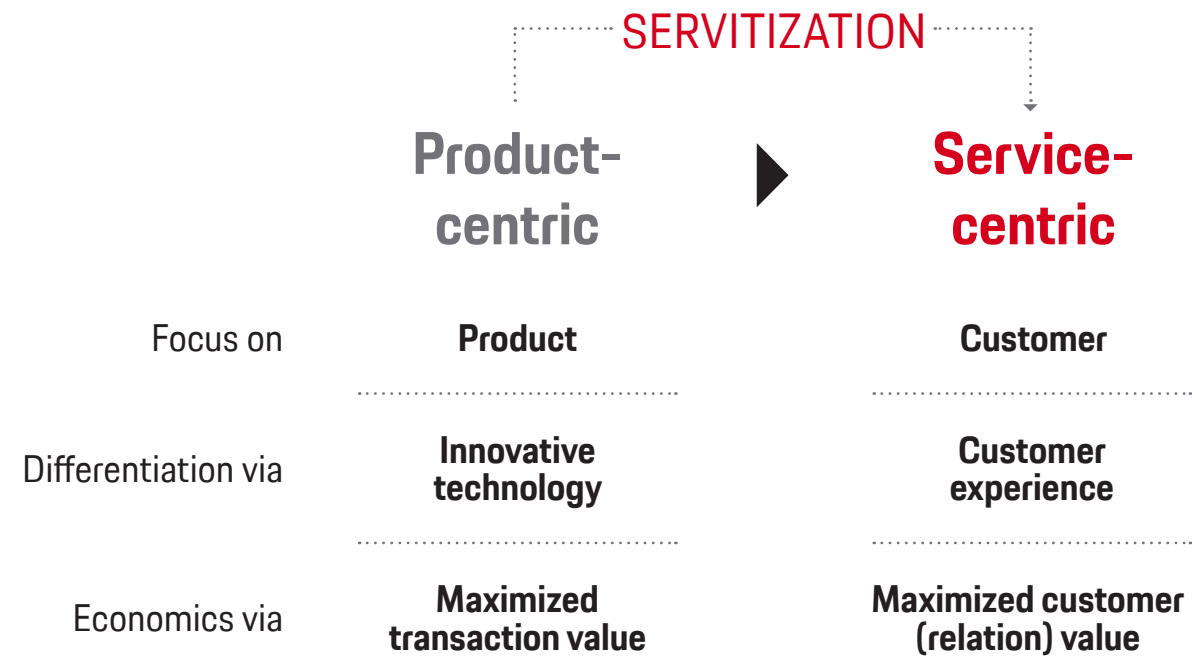 SERVITIZATION
Product-
centric
Service-
centric
Focus on
Product
Customer
Differentiation via
Innovative
technology
Customer
experience
Economics via
Maximized
transaction value
Maximized customer
(relation) value